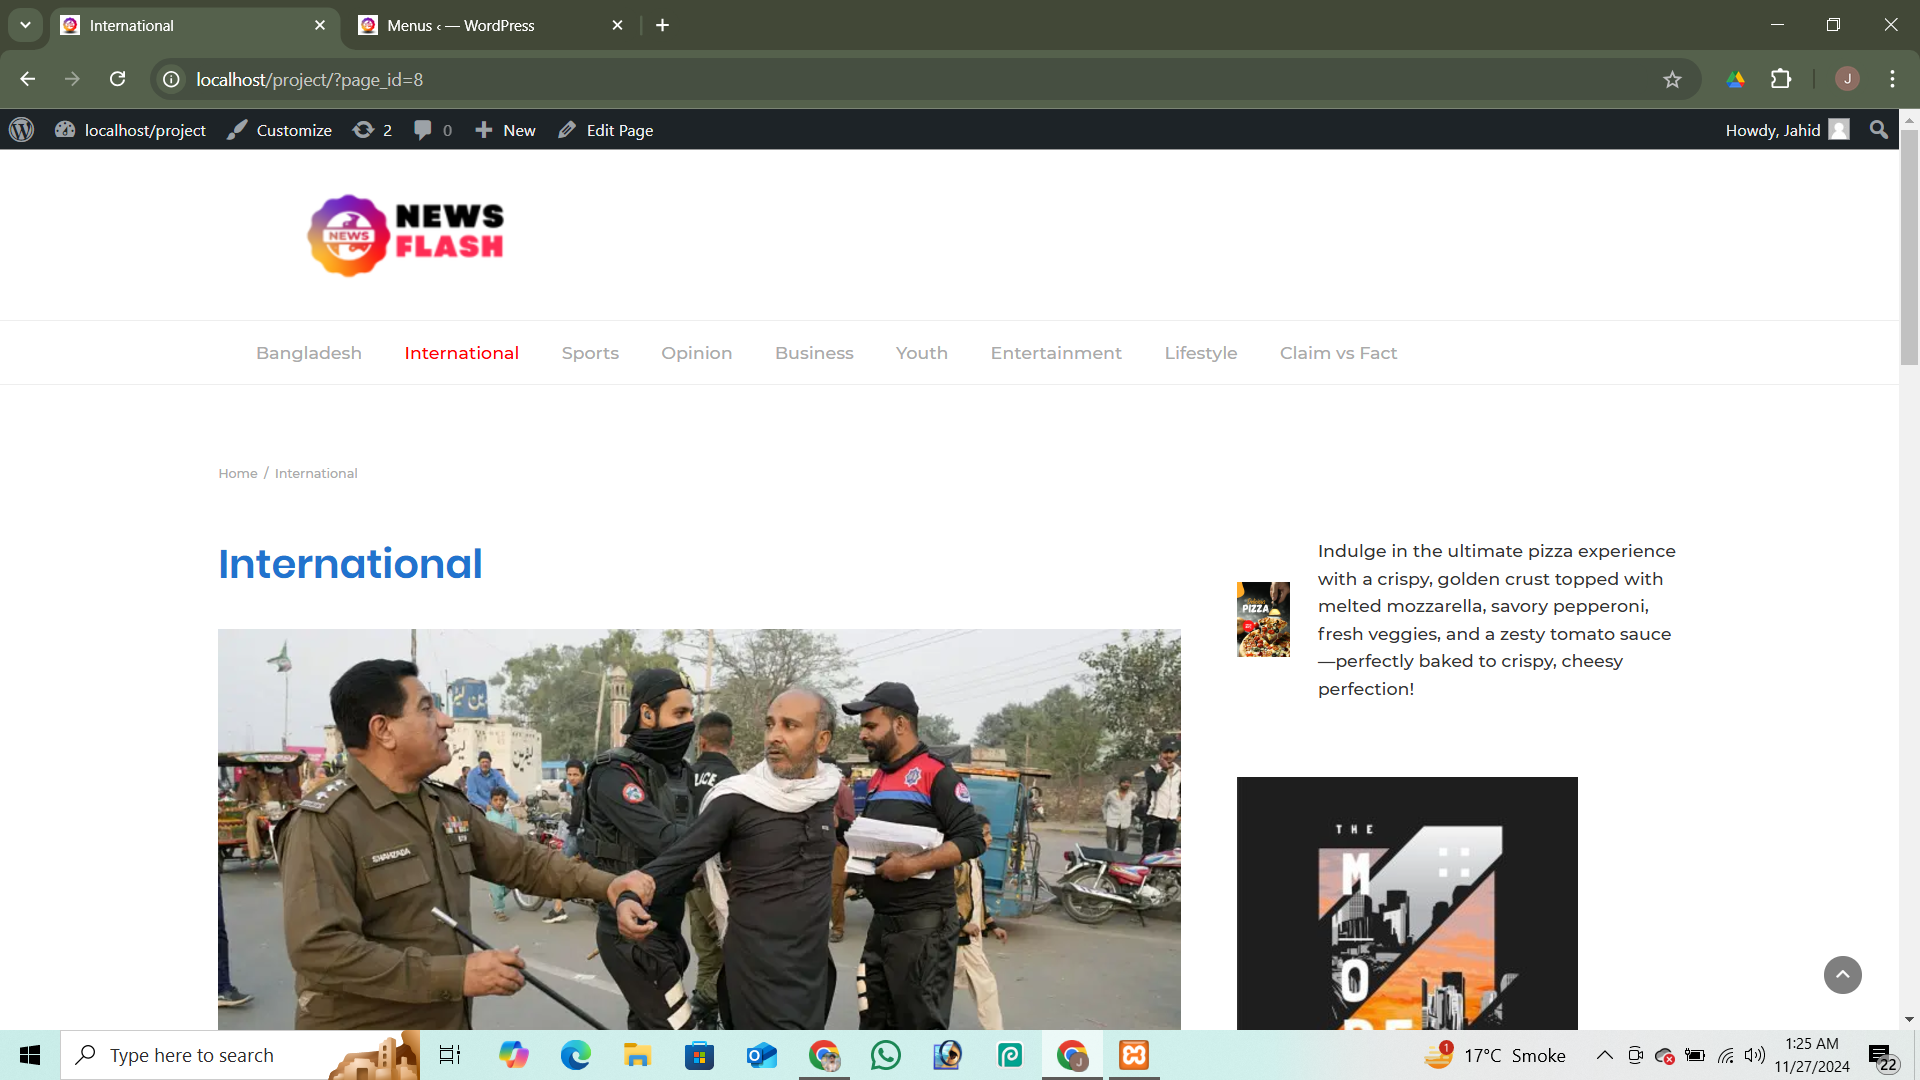 International
Menus ‹ — WordPress
localhost/project/?page_id=8
J
localhost/project
Customize
2
0
New
Edit Page
Howdy, Jahid
NEWS
NEWS
FLASH
Bangladesh
International
Sports
Opinion
Business
Youth
Entertainment
Lifestyle
Claim vs Fact
Home / International
International
Indulge in the ultimate pizza experience
with a crispy, golden crust topped with
melted mozzarella, savory pepperoni,
fresh veggies, and a zesty tomato sauce
—perfectly baked to crispy, cheesy
perfection!
PIZZA
SHAHZADA
LICE
THE
M
O
DE
Type here to search
1
17°C Smoke
1:25 AM
11/27/2024
22